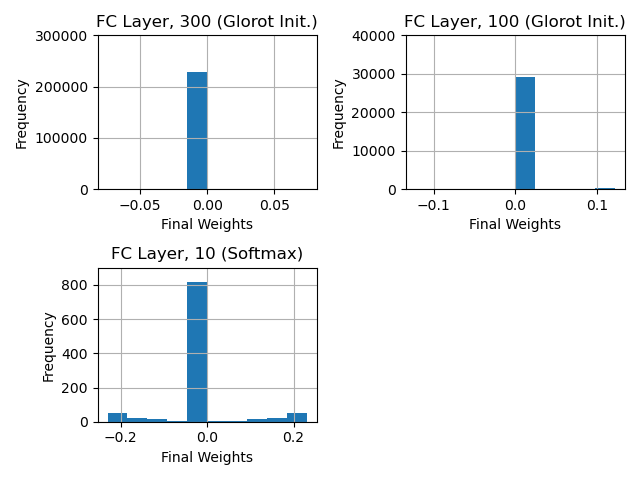 FC Layer, 300 (Glorot Init.)
300000
200000
100000
0
Frequency
−0.05 0.00 0.05
Final Weights
FC Layer, 100 (Glorot Init.)
40000
30000
20000
10000
0
Frequency
−0.1 0.0 0.1
Final Weights
FC Layer, 10 (Softmax)
800
600
400
200
0
Frequency
−0.2 0.0 0.2
Final Weights